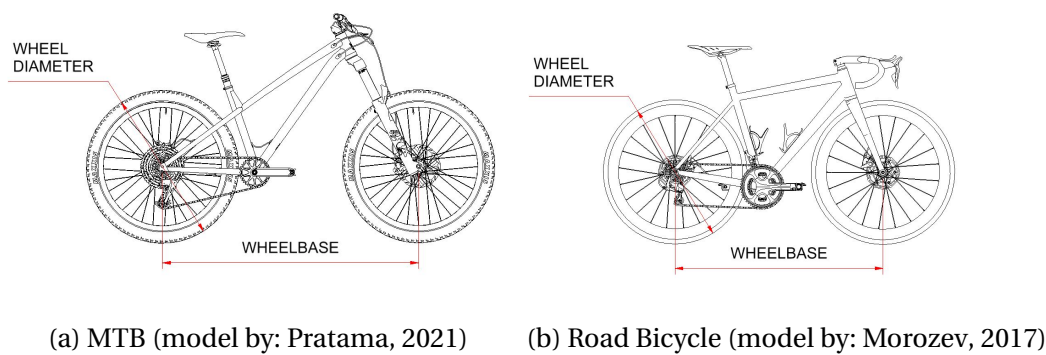 WHEEL
DIAMETER
WHEELBASE
WHEEL
DIAMETER
WHEELBASE
(a) MTB (model by: Pratama, 2021)
(b) Road Bicycle (model by: Morozev, 2017)